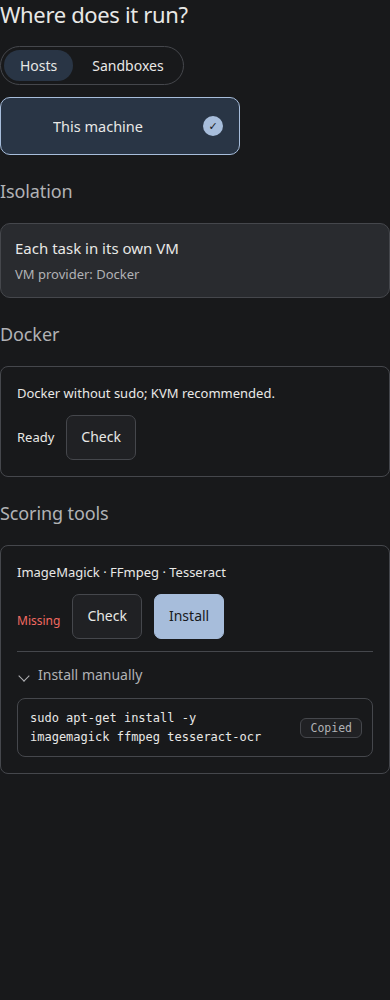 Where does it run?
Hosts
Sandboxes
This machine
Isolation
Each task in its own VM
VM provider: Docker
Docker
Docker without sudo; KVM recommended.
Ready
Check
Scoring tools
ImageMagick · FFmpeg · Tesseract
Missing
Check
Install
Install manually
sudo apt-get install -y
imagemagick ffmpeg tesseract-ocr
Copied